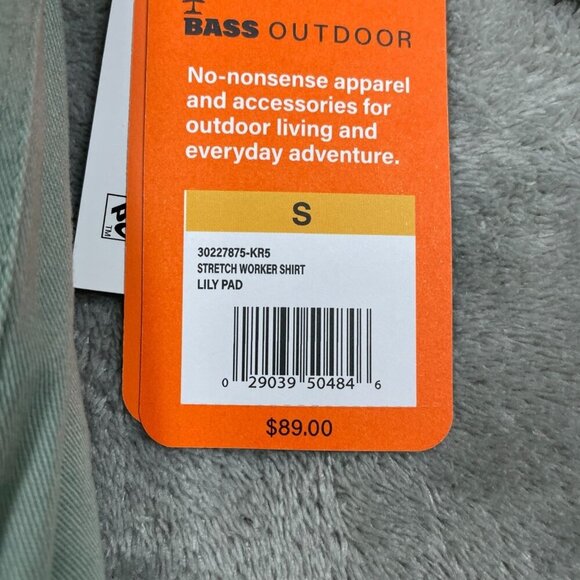 BASS OUTDOOR
No-nonsense apparel
and accessories for
outdoor living and
everyday adventure.
S
30227875-KR5
STRETCH WORKER SHIRT
LILY PAD
0 29039 50484 6
$89.00
TM